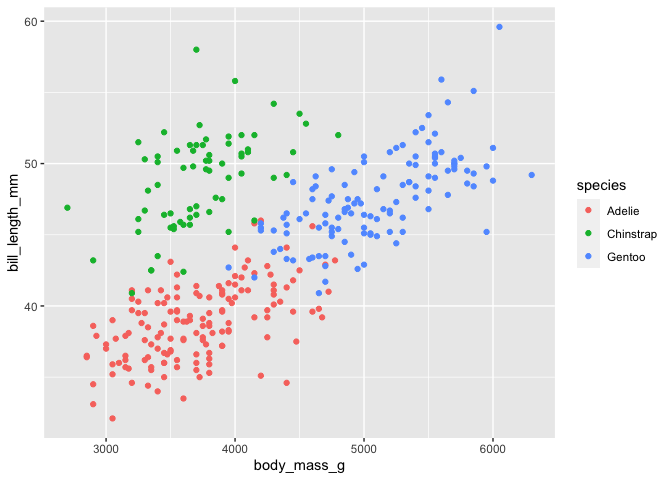 60
50
40
bill_length_mm
3000 4000 5000 6000
body_mass_g
species
Adelie
Chinstrap
Gentoo